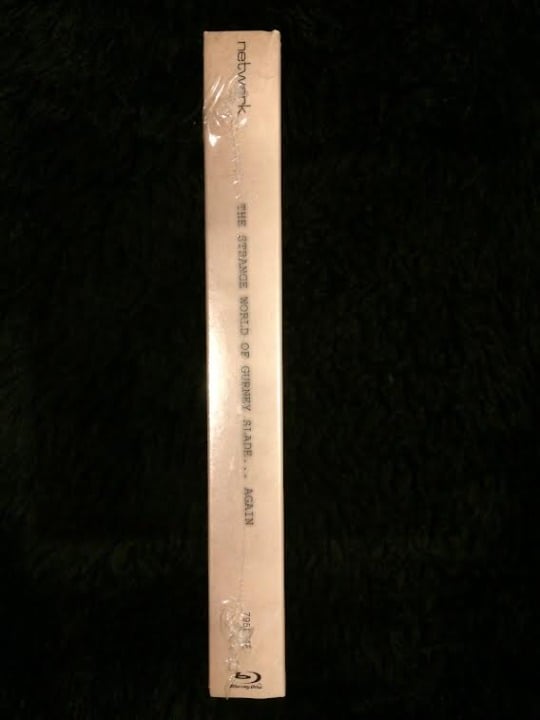 network
THE STRANGE WORLD OF GURNEY SLADE... AGAIN
Blu-ray Disc